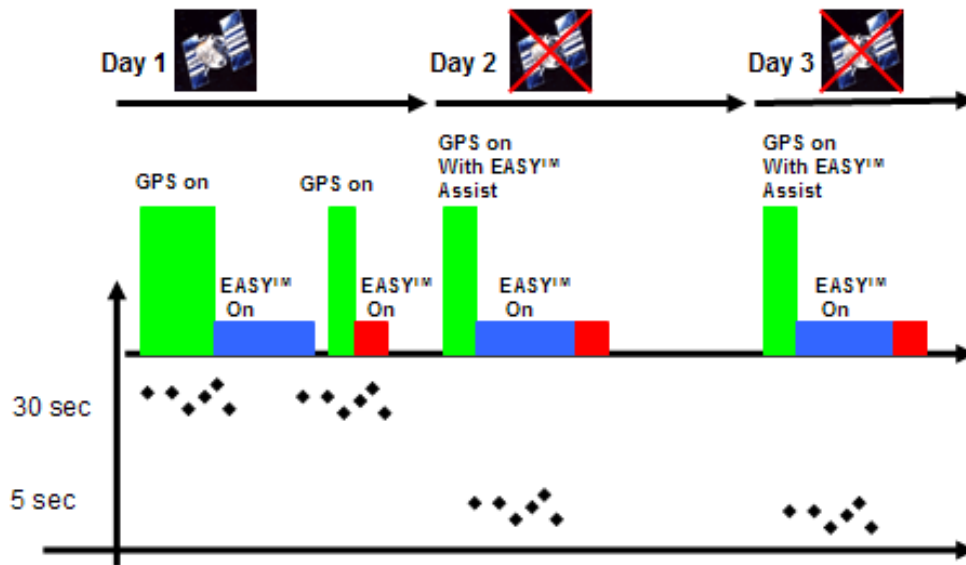 Day 1
Day 2
Day 3
GPS on
GPS on
GPS on
With EASY™
Assist
GPS on
With EASY™
Assist
EASY™
On
EASY™
On
EASY™
On
EASY™
On
30 sec
5 sec